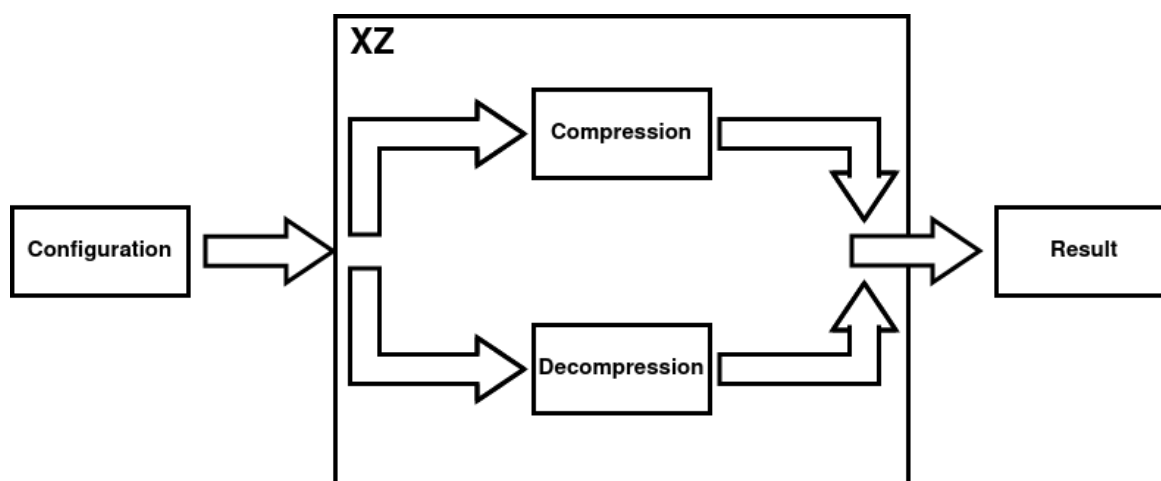 XZ
Compression
Configuration
Result
Decompression